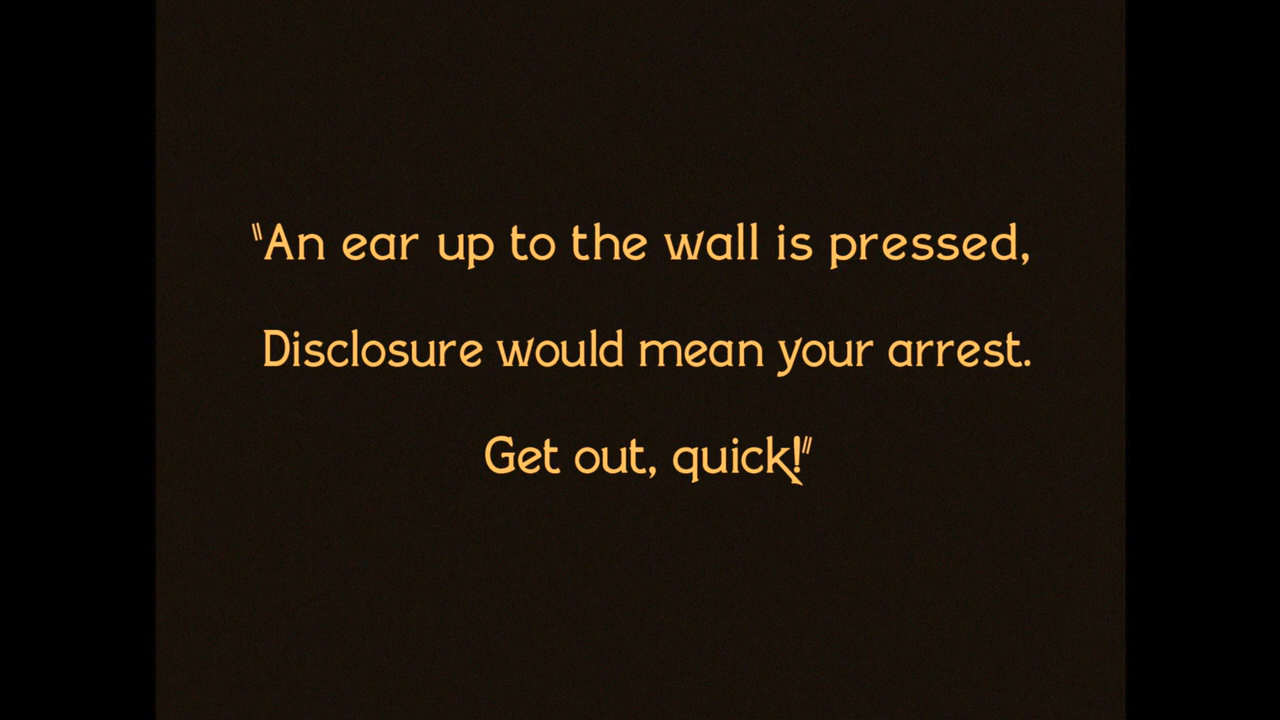 "An ear up to the wall is pressed,
Disclosure would mean your arrest.
Get out, quick!"